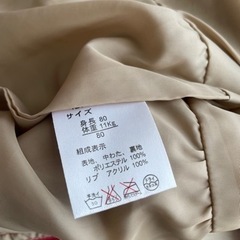 サイズ
身長 80
体重 11Kg
80
組成表示
表地、中わた、裏地
ポリエステル 100%
リブ アクリル 100%